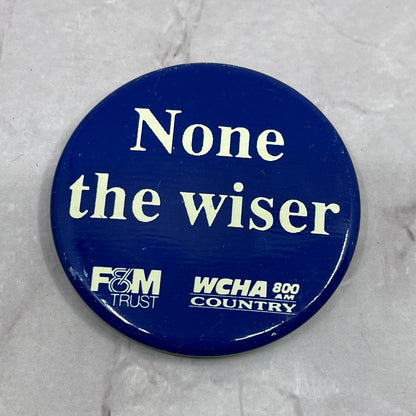 None
the wiser
F&M
TRUST
WCHA 800
AM
COUNTRY